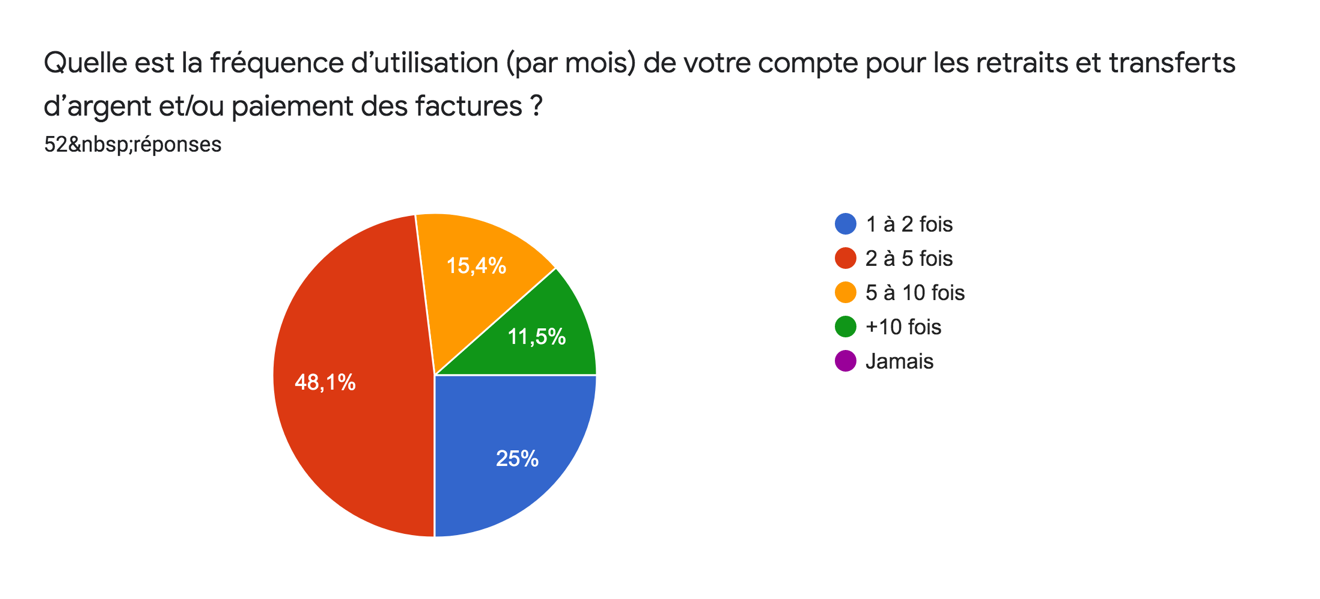 Quelle est la fréquence d’utilisation (par mois) de votre compte pour les retraits et transferts
d’argent et/ou paiement des factures ?
52&nbsp;réponses
15,4%
11,5%
48,1%
25%
1 à 2 fois
2 à 5 fois
5 à 10 fois
+10 fois
Jamais